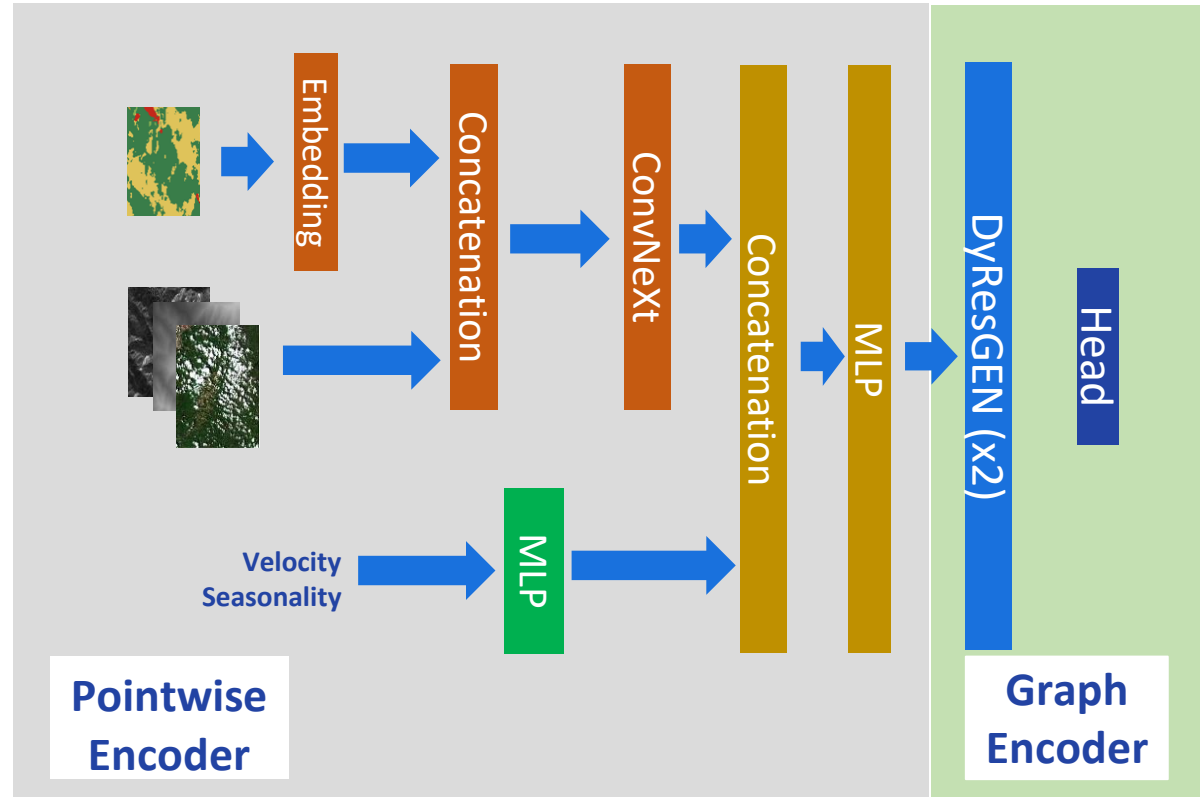 Embedding
Concatenation
ConvNeXt
Concatenation
MLP
DyResGEN (x2)
Head
MLP
Velocity
Seasonality
Pointwise
Encoder
Graph
Encoder